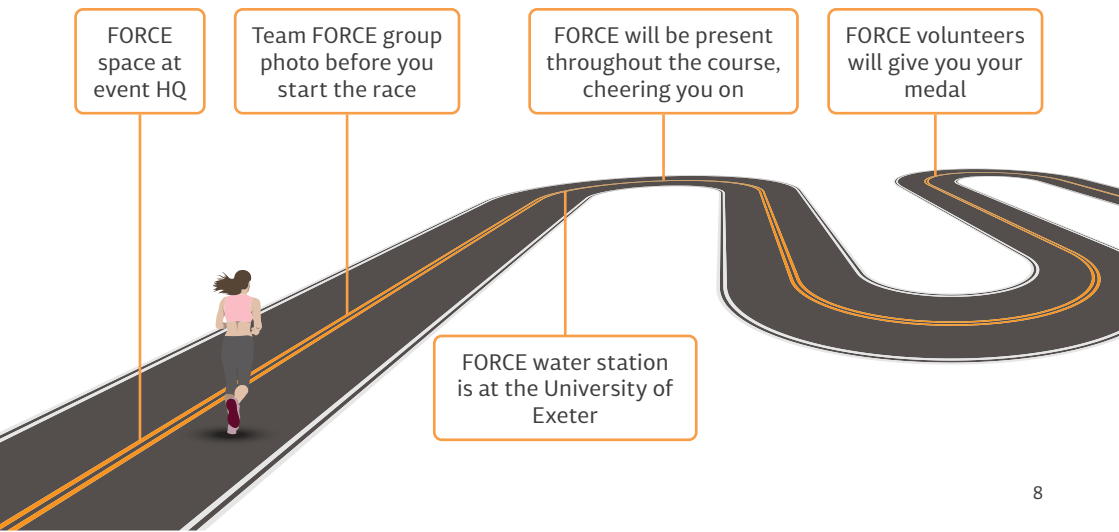 FORCE
space at
event HQ
Team FORCE group
photo before you
start the race
FORCE will be present
throughout the course,
cheering you on
FORCE volunteers
will give you your
medal
FORCE water station
is at the University of
Exeter
8